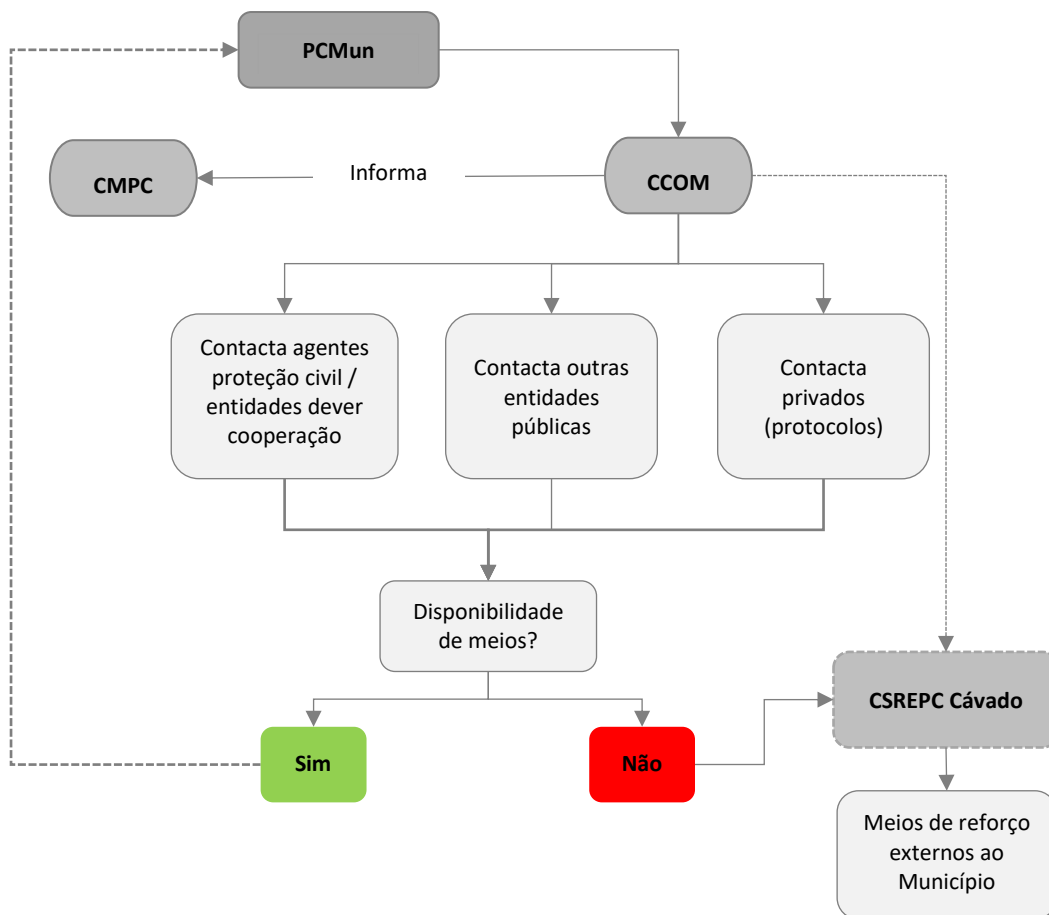 PCMun
CMPC
Informa
CCOM
Contacta agentes
proteção civil /
entidades dever
cooperação
Contacta outras
entidades
públicas
Contacta
privados
(protocolos)
Disponibilidade
de meios?
Sim
Não
CSREPC Cávado
Meios de reforço
externos ao
Município